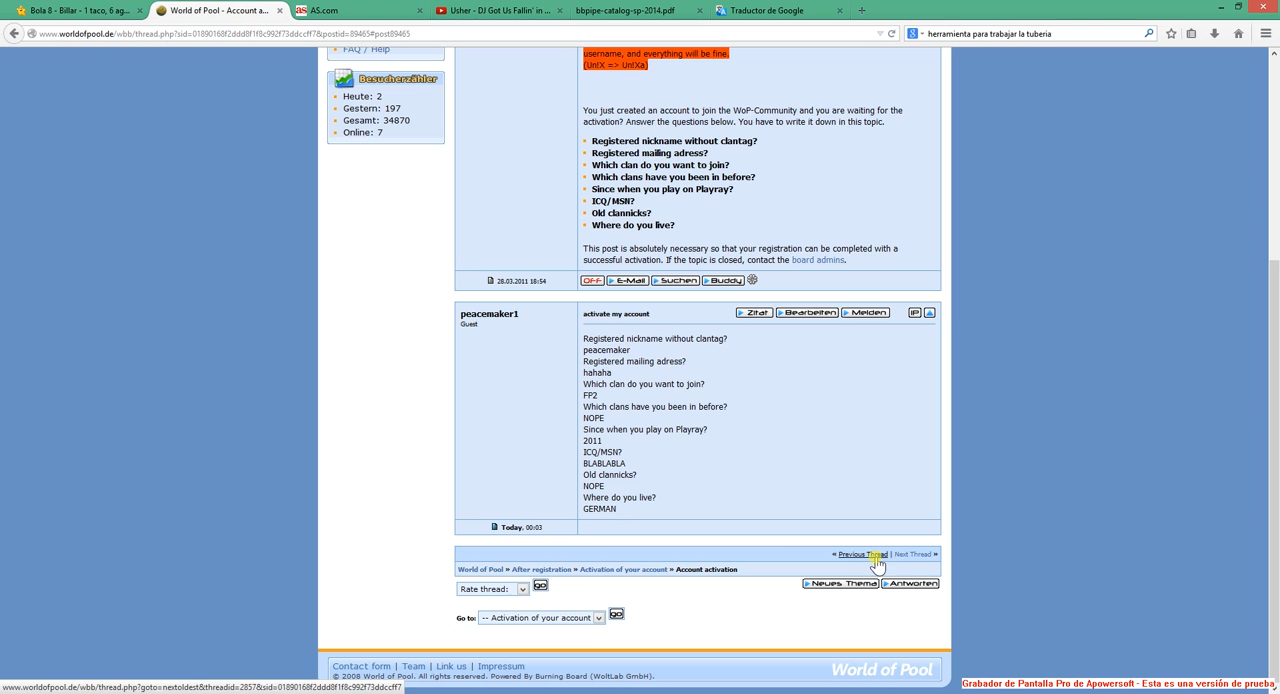 Bola 8 - Billar - 1 taco, 6 ag...
World of Pool - Account a...
AS.com
Usher - DJ Got Us Fallin' in ...
bbpipe-catalog-sp-2014.pdf
Traductor de Google
www.worldofpool.de/wbb/thread.php?sid=01890168f2ddd8f1f8c992f73ddccff7&postid=89465#post89465
herramienta para trabajar la tuberia
FAQ / Help
Besucherzähler
Heute: 2
Gestern: 197
Gesamt: 34870
Online: 7
username, and everything will be fine.
(Un!X => Un!Xa)
You just created an account to join the WoP-Community and you are waiting for the
activation? Answer the questions below. You have to write it down in this topic.
Registered nickname without clantag?
Registered mailing adress?
Which clan do you want to join?
Which clans have you been in before?
Since when you play on Playray?
ICQ/MSN?
Old clannicks?
Where do you live?
This post is absolutely necessary so that your registration can be completed with a
successful activation. If the topic is closed, contact the board admins.
28.03.2011 18:54
OFF E-Mail Suchen Buddy
peacemaker1
Guest
activate my account
Zitat Bearbeiten Melden IP
Registered nickname without clantag?
peacemaker
Registered mailing adress?
hahaha
Which clan do you want to join?
FP2
Which clans have you been in before?
NOPE
Since when you play on Playray?
2011
ICQ/MSN?
BLABLABLA
Old clannicks?
NOPE
Where do you live?
GERMAN
Today, 00:03
« Previous Thread | Next Thread »
World of Pool » After registration » Activation of your account » Account activation
Rate thread: go
Neues Thema Antworten
Go to: -- Activation of your account go
Contact form | Team | Link us | Impressum
© 2008 World of Pool. All rights reserved. Powered By Burning Board (WoltLab GmbH).
World of Pool
www.worldofpool.de/wbb/thread.php?goto=nextoldest&threadid=2857&sid=01890168f2ddd8f1f8c992f73ddccff7
Grabador de Pantalla Pro de Apowersoft - Esta es una versión de prueba